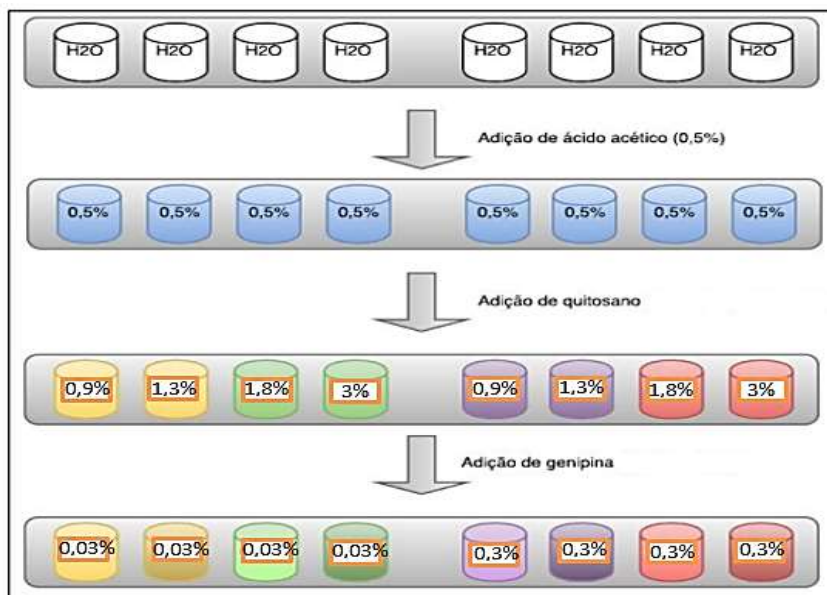 H2O H2O H2O H2O H2O H2O H2O H2O
Adição de ácido acético (0,5%)
0,5% 0,5% 0,5% 0,5% 0,5% 0,5% 0,5% 0,5%
Adição de quitosano
0,9% 1,3% 1,8% 3% 0,9% 1,3% 1,8% 3%
Adição de genipina
0,03% 0,03% 0,03% 0,03% 0,3% 0,3% 0,3% 0,3%